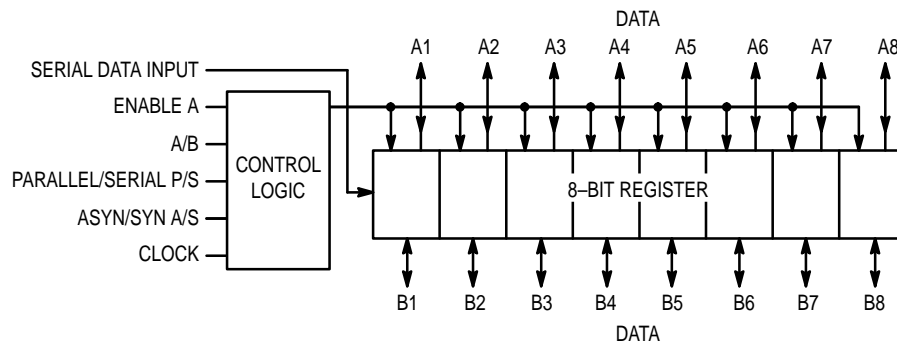 DATA
A1 A2 A3 A4 A5 A6 A7 A8
SERIAL DATA INPUT
ENABLE A
A/B
PARALLEL/SERIAL P/S
ASYN/SYN A/S
CLOCK
CONTROL
LOGIC
8–BIT REGISTER
B1 B2 B3 B4 B5 B6 B7 B8
DATA